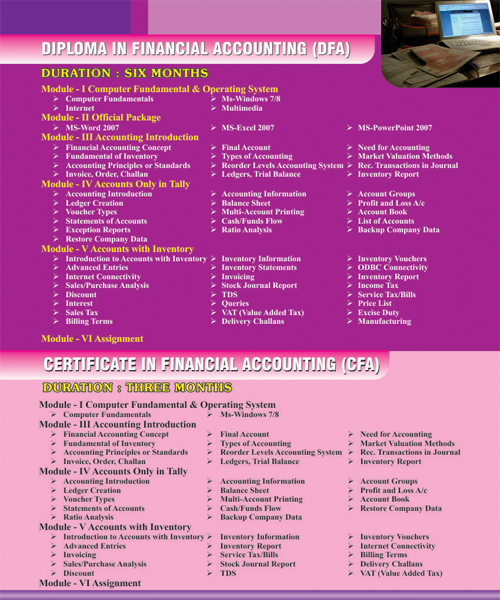 DIPLOMA IN FINANCIAL ACCOUNTING (DFA)
DURATION : SIX MONTHS
Module - I Computer Fundamental & Operating System
➢ Computer Fundamentals ➢ Ms-Windows 7/8
➢ Internet ➢ Multimedia
Module - II Official Package
➢ MS-Word 2007 ➢ MS-Excel 2007 ➢ MS-PowerPoint 2007
Module - III Accounting Introduction
➢ Financial Accounting Concept ➢ Final Account ➢ Need for Accounting
➢ Fundamental of Inventory ➢ Types of Accounting ➢ Market Valuation Methods
➢ Accounting Principles or Standards ➢ Reorder Levels Accounting System ➢ Rec. Transactions in Journal
➢ Invoice, Order, Challan ➢ Ledgers, Trial Balance ➢ Inventory Report
Module - IV Accounts Only in Tally
➢ Accounting Introduction ➢ Accounting Information ➢ Account Groups
➢ Ledger Creation ➢ Balance Sheet ➢ Profit and Loss A/c
➢ Voucher Types ➢ Multi-Account Printing ➢ Account Book
➢ Statements of Accounts ➢ Cash/Funds Flow ➢ List of Accounts
➢ Exception Reports ➢ Ratio Analysis ➢ Backup Company Data
➢ Restore Company Data
Module - V Accounts with Inventory
➢ Introduction to Accounts with Inventory ➢ Inventory Information ➢ Inventory Vouchers
➢ Advanced Entries ➢ Inventory Statements ➢ ODBC Connectivity
➢ Internet Connectivity ➢ Invoicing ➢ Inventory Report
➢ Sales/Purchase Analysis ➢ Stock Journal Report ➢ Income Tax
➢ Discount ➢ TDS ➢ Service Tax/Bills
➢ Interest ➢ Queries ➢ Price List
➢ Sales Tax ➢ VAT (Value Added Tax) ➢ Excise Duty
➢ Billing Terms ➢ Delivery Challans ➢ Manufacturing
Module - VI Assignment
CERTIFICATE IN FINANCIAL ACCOUNTING (CFA)
DURATION : THREE MONTHS
Module - I Computer Fundamental & Operating System
➢ Computer Fundamentals ➢ Ms-Windows 7/8
Module - III Accounting Introduction
➢ Financial Accounting Concept ➢ Final Account ➢ Need for Accounting
➢ Fundamental of Inventory ➢ Types of Accounting ➢ Market Valuation Methods
➢ Accounting Principles or Standards ➢ Reorder Levels Accounting System ➢ Rec. Transactions in Journal
➢ Invoice, Order, Challan ➢ Ledgers, Trial Balance ➢ Inventory Report
Module - IV Accounts Only in Tally
➢ Accounting Introduction ➢ Accounting Information ➢ Account Groups
➢ Ledger Creation ➢ Balance Sheet ➢ Profit and Loss A/c
➢ Voucher Types ➢ Multi-Account Printing ➢ Account Book
➢ Statements of Accounts ➢ Cash/Funds Flow ➢ Restore Company Data
➢ Ratio Analysis ➢ Backup Company Data
Module - V Accounts with Inventory
➢ Introduction to Accounts with Inventory ➢ Inventory Information ➢ Inventory Vouchers
➢ Advanced Entries ➢ Inventory Report ➢ Internet Connectivity
➢ Invoicing ➢ Service Tax/Bills ➢ Billing Terms
➢ Sales/Purchase Analysis ➢ Stock Journal Report ➢ Delivery Challans
➢ Discount ➢ TDS ➢ VAT (Value Added Tax)
Module - VI Assignment